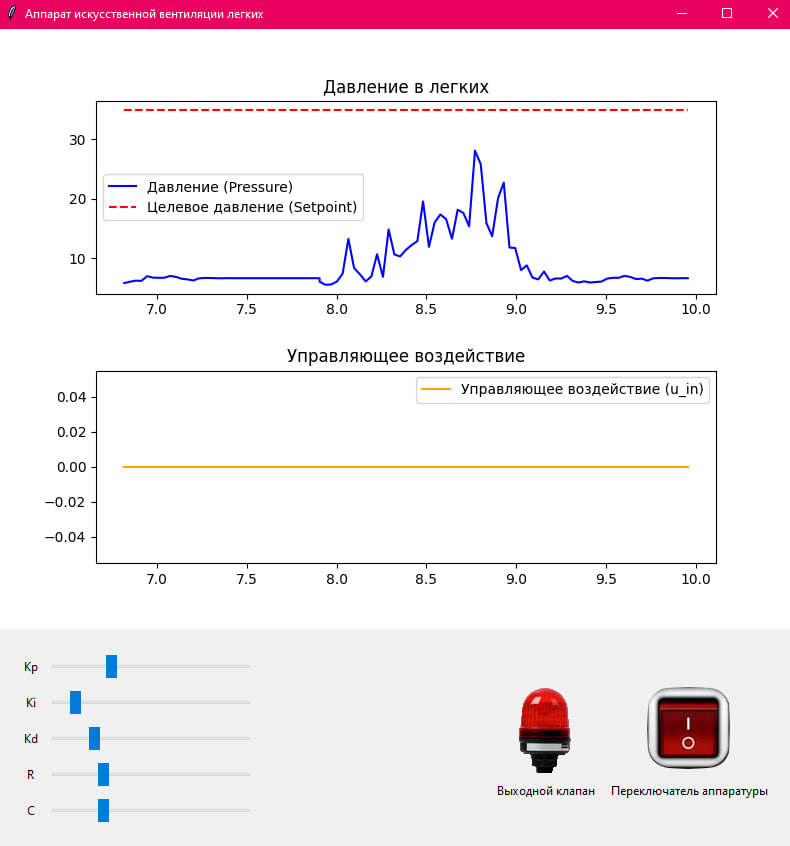 Аппарат искусственной вентиляции легких
Давление в легких
30
20
10
Давление (Pressure)
Целевое давление (Setpoint)
7.0 7.5 8.0 8.5 9.0 9.5 10.0
Управляющее воздействие
0.04
0.02
0.00
−0.02
−0.04
Управляющее воздействие (u_in)
7.0 7.5 8.0 8.5 9.0 9.5 10.0
Kp
Ki
Kd
R
C
Выходной клапан
Переключатель аппаратуры